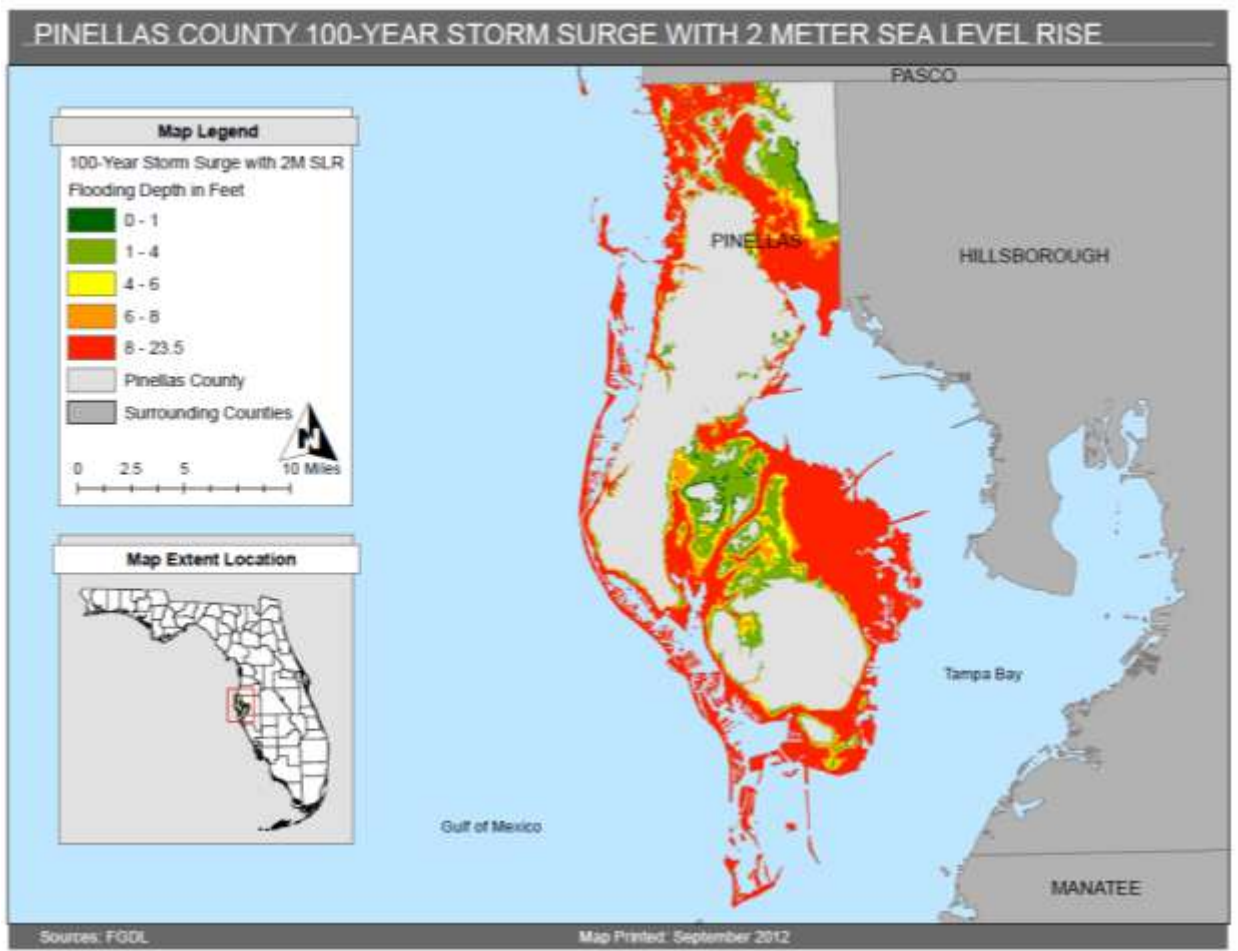 PINELLAS COUNTY 100-YEAR STORM SURGE WITH 2 METER SEA LEVEL RISE
PASCO
Map Legend
100-Year Storm Surge with 2M SLR
Flooding Depth in Feet
0 - 1
1 - 4
4 - 6
6 - 8
8 - 23.5
Pinellas County
Surrounding Counties
N
0 2.5 5 10 Miles
PINELLAS
HILLSBOROUGH
Map Extent Location
Tampa Bay
Gulf of Mexico
MANATEE
Sources: FGDL
Map Printed: September 2012